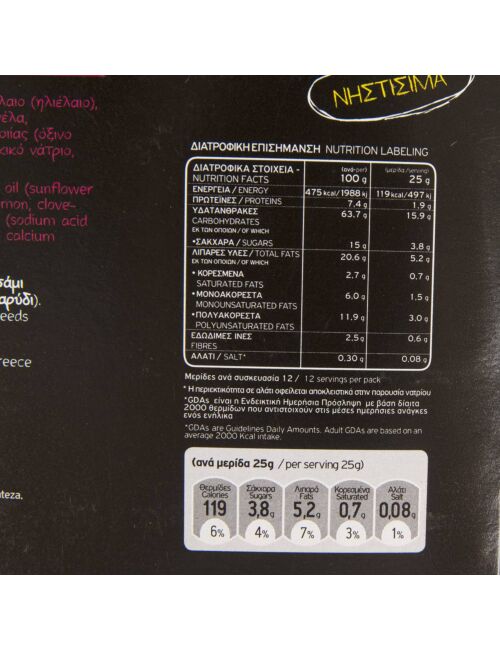 ΝΗΣΤΙΣΙΜΑ
λαιο (ηλιέλαιο),
έλα,
(όξινο
νάτριο,
oil (sunflower
mon, clove-
(sodium acid
calcium
eeds
reece
ΔΙΑΤΡΟΦΙΚΗ ΕΠΙΣΗΜΑΝΣΗ NUTRITION LABELING
ΔΙΑΤΡΟΦΙΚΑ ΣΤΟΙΧΕΙΑ - (ανά-per) (μερίδα /serving)
NUTRITION FACTS 100 g 25 g
ΕΝΕΡΓΕΙΑ / ENERGY 475 kcal/1988 kj 119 kcal/497 kj
ΠΡΩΤΕΪΝΕΣ / PROTEINS 7.4 g 1,9 g
ΥΔΑΤΑΝΘΡΑΚΕΣ 63.7 g 15.9 g
CARBOHYDRATES
ΕΚ ΤΩΝ ΟΠΟΙΩΝ / OF WHICH
•ΣΑΚΧΑΡΑ / SUGARS 15 g 3,8 g
ΛΙΠΑΡΕΣ ΥΛΕΣ / TOTAL FATS 20,6 g 5,2 g
ΕΚ ΤΩΝ ΟΠΟΙΩΝ / OF WHICH
• ΚΟΡΕΣΜΕΝΑ 2,7 g 0,7 g
SATURATED FATS
•ΜΟΝΟΑΚΟΡΕΣΤΑ 6,0 g 1,5 g
MONOUNSATURATED FATS
•ΠΟΛΥΑΚΟΡΕΣΤΑ 11,9 g 3,0 g
POLYUNSATURATED FATS
ΕΔΩΔΙΜΕΣ ΙΝΕΣ 2,5 g 0,6 g
FIBRES
ΑΛΑΤΙ / SALT* 0,30 g 0,08 g
Μερίδες ανά συσκευασία 12 / 12 servings per pack
* Η περιεκτικότητα σε αλάτι οφείλεται αποκλειστικά στην παρουσία νατρίου
*GDAs είναι η Ενδεικτική Ημερήσια Πρόσληψη με βάση δίαιτα
2000 θερμίδων που αντιστοιχούν στις μέσες ημερήσιες ανάγκες
ενός ενήλικα
*GDAs are Guidelines Daily Amounts. Adult GDAs are based on an
average 2000 Kcal intake.
(ανά μερίδα 25g / per serving 25g)
Θερμίδες Σάκχαρα Λιπαρά Κορεσμένα Αλάτι
Calories Sugars Fats Saturated Salt
119 3,8g 5,2g 0,7g 0,08g
6% 4% 7% 3% 1%